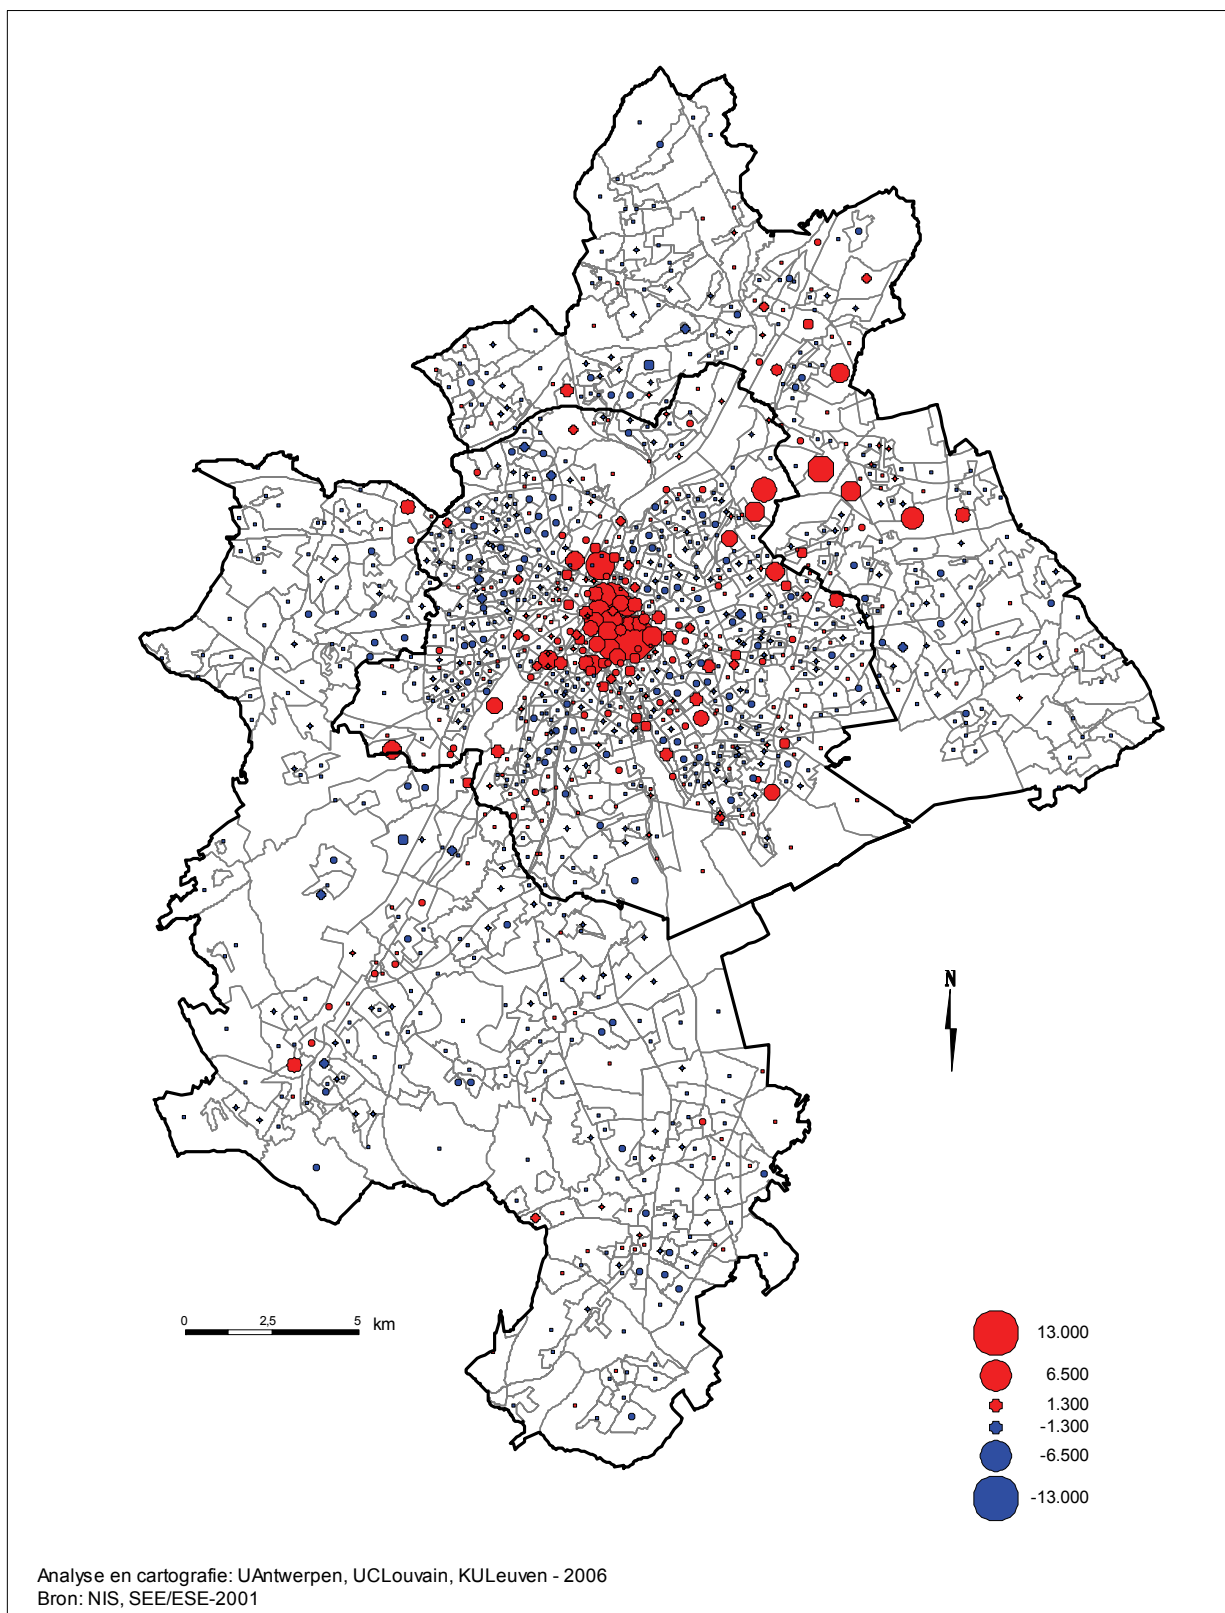 N
0 2,5 5 km
13.000
6.500
1.300
-1.300
-6.500
-13.000
Analyse en cartografie: UAntwerpen, UCLouvain, KULeuven - 2006
Bron: NIS, SEE/ESE-2001